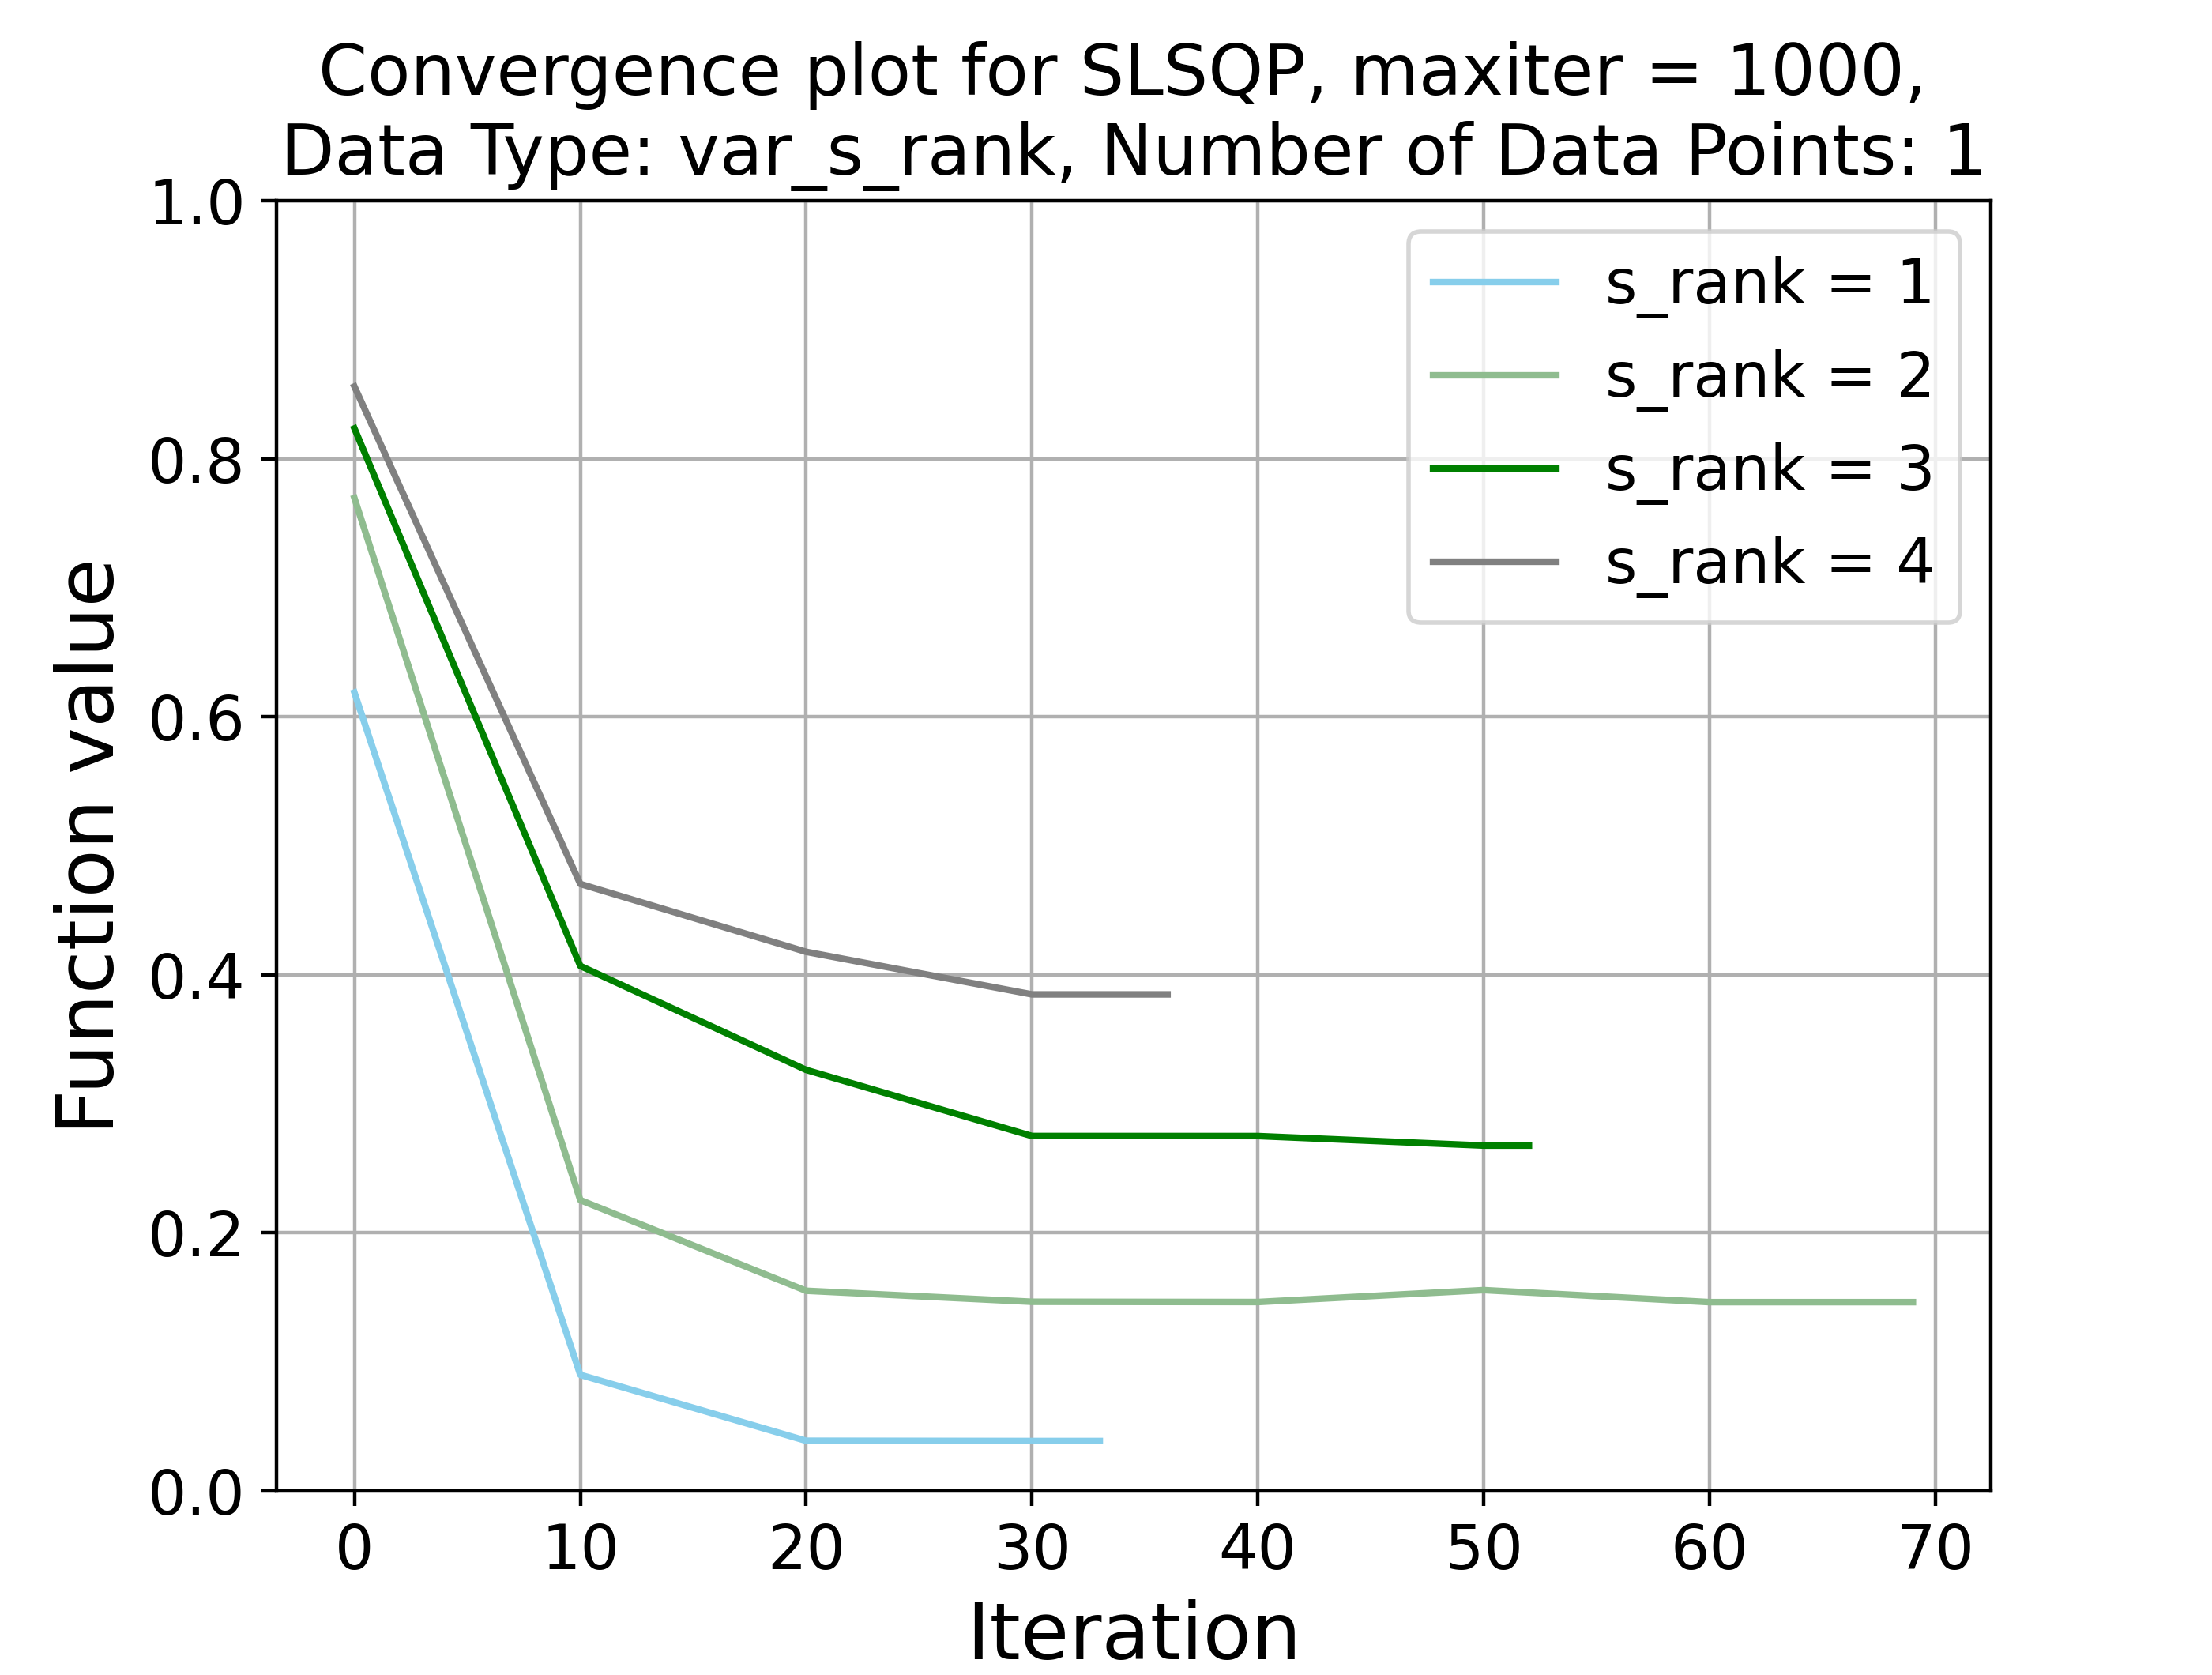 Convergence plot for SLSQP, maxiter = 1000,
Data Type: var_s_rank, Number of Data Points: 1
1.0
0.8
0.6
0.4
0.2
0.0
Function value
s_rank = 1
s_rank = 2
s_rank = 3
s_rank = 4
0 10 20 30 40 50 60 70
Iteration